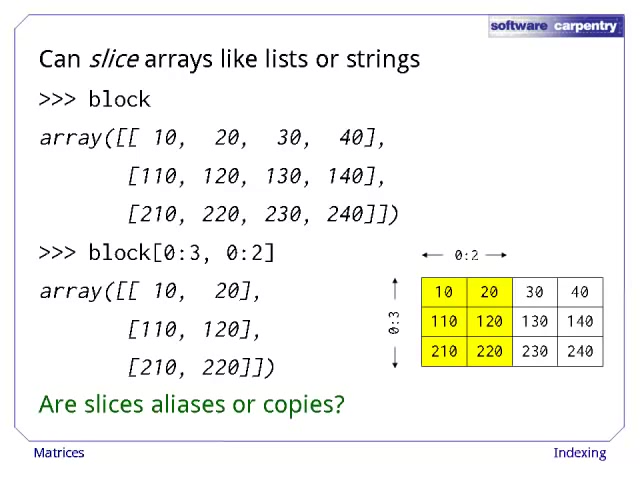 software carpentry
Can slice arrays like lists or strings
>>> block
array([[ 10,  20,  30,  40],
[110, 120, 130, 140],
[210, 220, 230, 240]])
>>> block[0:3, 0:2]
array([[ 10,  20],
[110, 120],
[210, 220]])
0:2
0:3
10 20 30 40
110 120 130 140
210 220 230 240
Are slices aliases or copies?
Matrices
Indexing